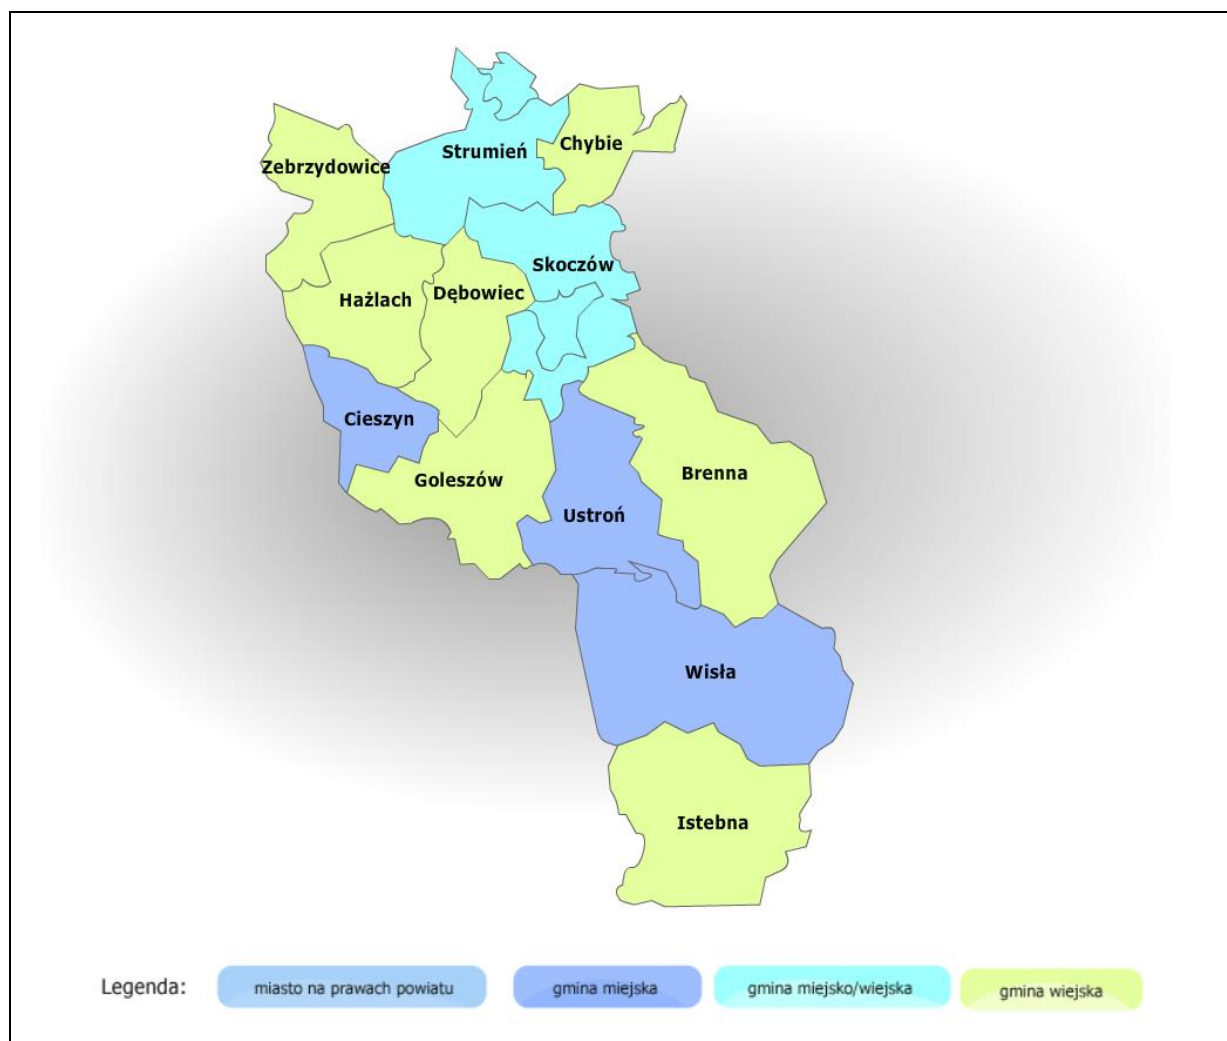 Strumień
Chybie
Zebrzydowice
Skoczów
Dębowiec
Hażlach
Cieszyn
Goleszów
Brenna
Ustroń
Wisła
Istebna
Legenda:
miasto na prawach powiatu
gmina miejska
gmina miejsko/wiejska
gmina wiejska